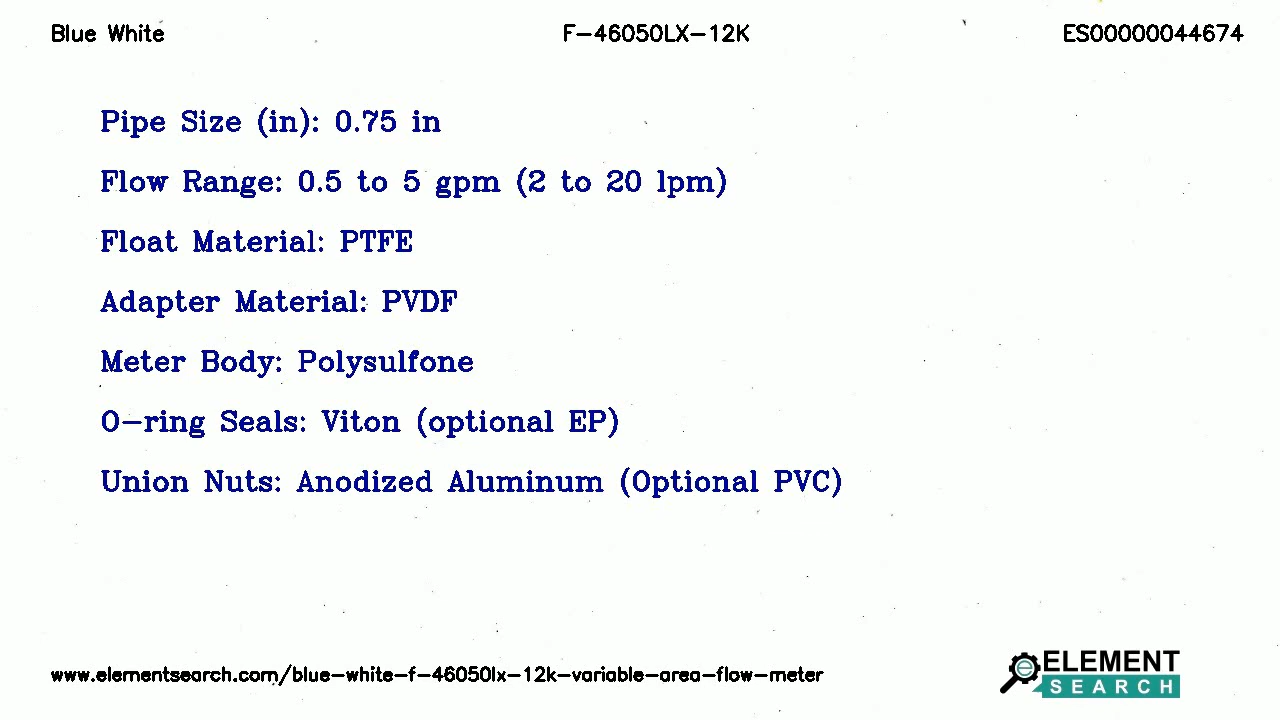 Blue White F-46050LX-12K ES00000044674
Pipe Size (in): 0.75 in
Flow Range: 0.5 to 5 gpm (2 to 20 lpm)
Float Material: PTFE
Adapter Material: PVDF
Meter Body: Polysulfone
O-ring Seals: Viton (optional EP)
Union Nuts: Anodized Aluminum (Optional PVC)
www.elementsearch.com/blue-white-f-46050lx-12k-variable-area-flow-meter
e ELEMENT
SEARCH